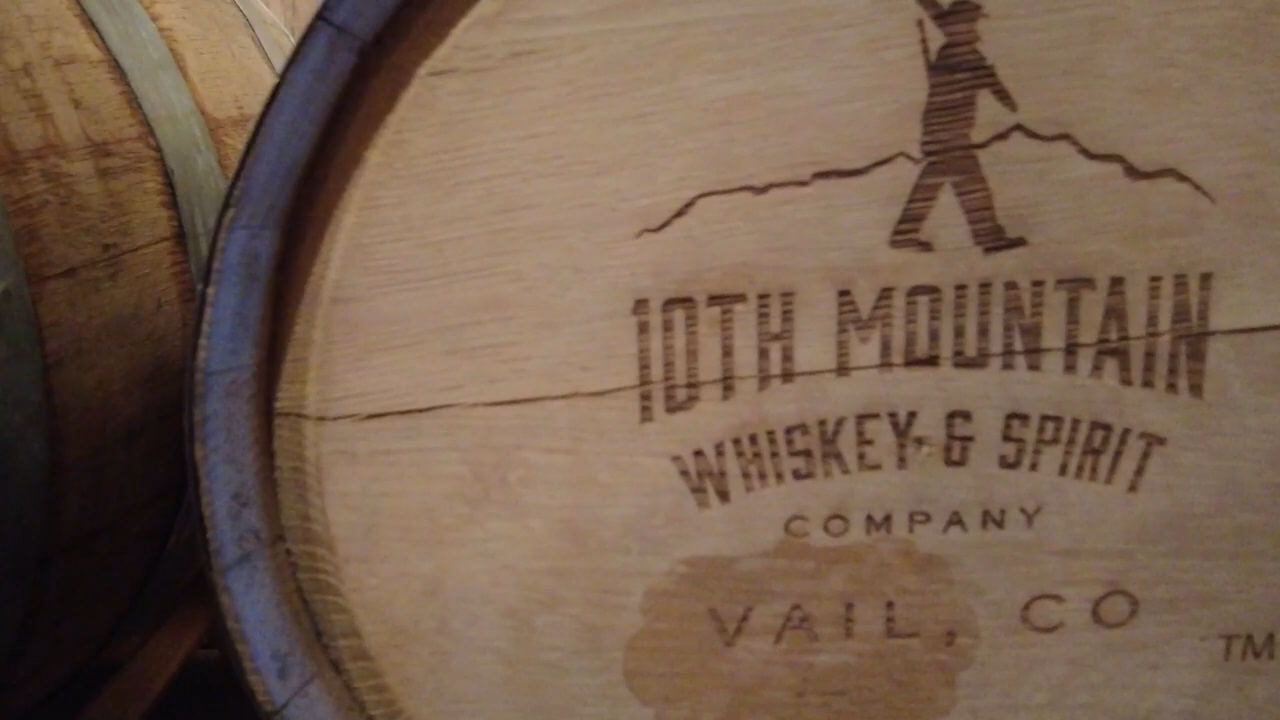 10TH MOUNTAIN
WHISKEY & SPIRIT
COMPANY
VAIL, CO
TM